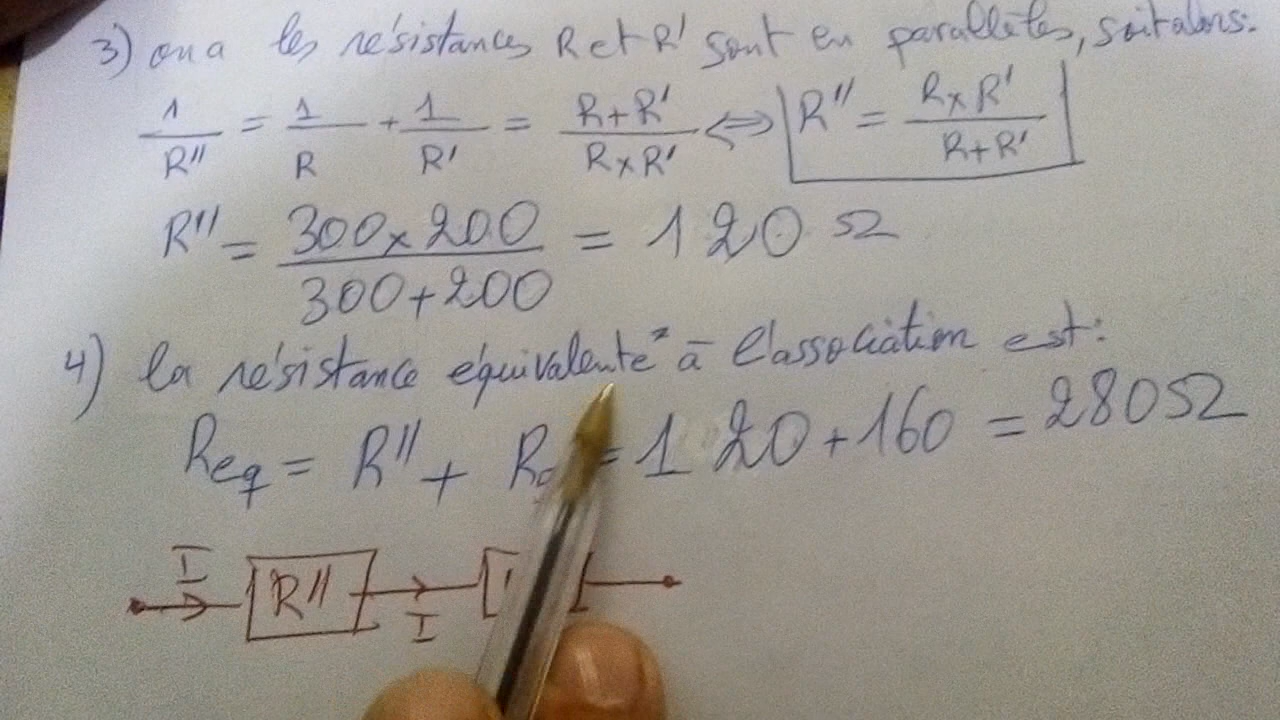 3) on a les résistances R et R' sont en parallèles, soit alors:
1/R'' = 1/R + 1/R' = R+R'/R×R' ⇔ R'' = R×R'/R+R'
R'' = 300×200/300+200 = 120 Ω
4) la résistance équivalente à l'association est:
Req = R'' + R = 120+160 = 280Ω
I R'' I